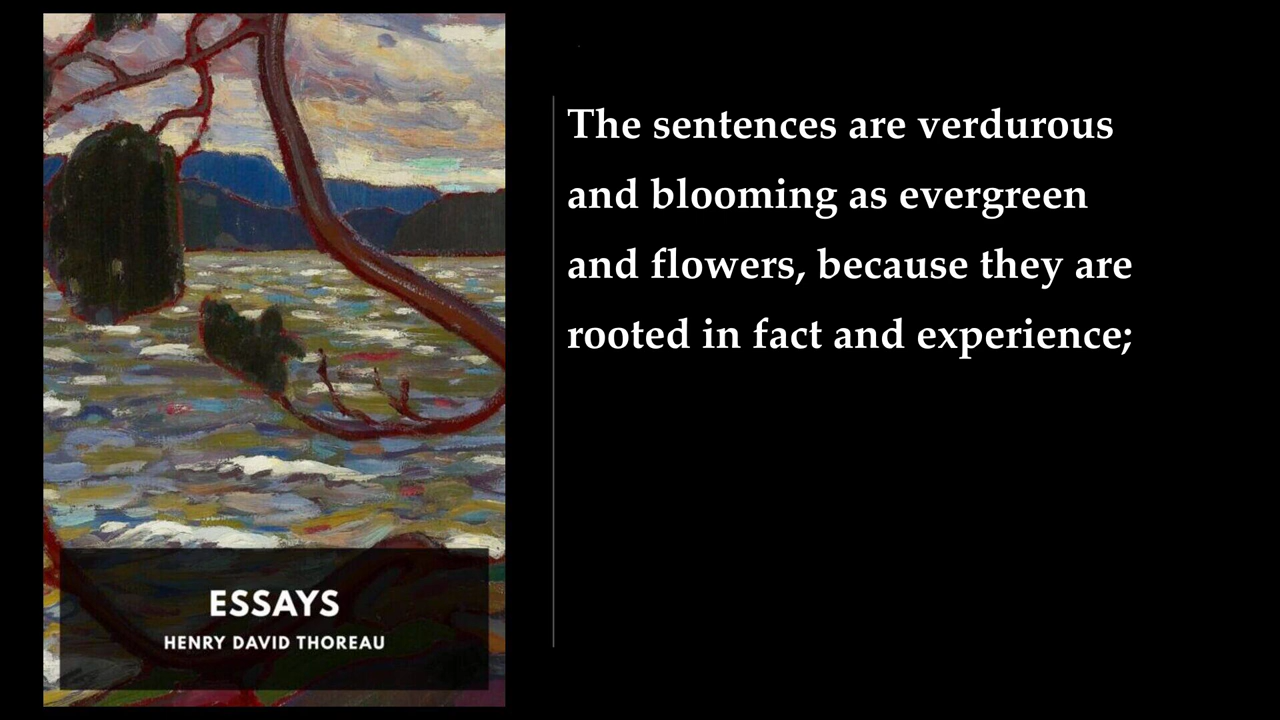 The sentences are verdurous
and blooming as evergreen
and flowers, because they are
rooted in fact and experience;
ESSAYS
HENRY DAVID THOREAU